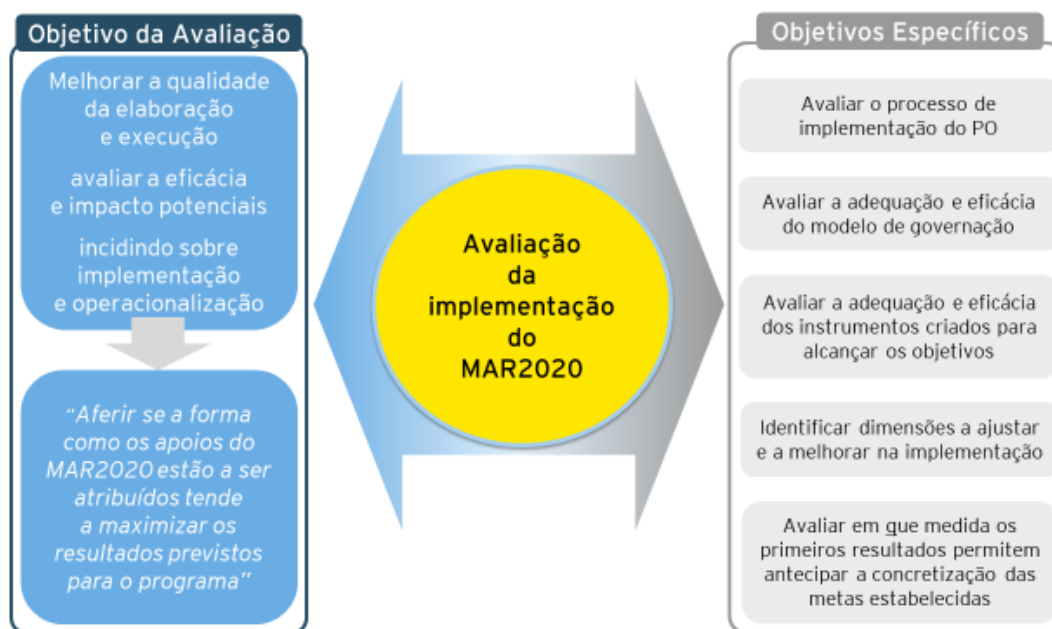 Objetivo da Avaliação
Melhorar a qualidade
da elaboração
e execução
avaliar a eficácia
e impacto potenciais
incidindo sobre
implementação
e operacionalização
“Aferir se a forma
como os apoios do
MAR2020 estão a ser
atribuídos tende
a maximizar os
resultados previstos
para o programa”
Avaliação
da
implementação
do
MAR2020
Objetivos Específicos
Avaliar o processo de
implementação do PO
Avaliar a adequação e eficácia
do modelo de governação
Avaliar a adequação e eficácia
dos instrumentos criados para
alcançar os objetivos
Identificar dimensões a ajustar
e a melhorar na implementação
Avaliar em que medida os
primeiros resultados permitem
antecipar a concretização das
metas estabelecidas